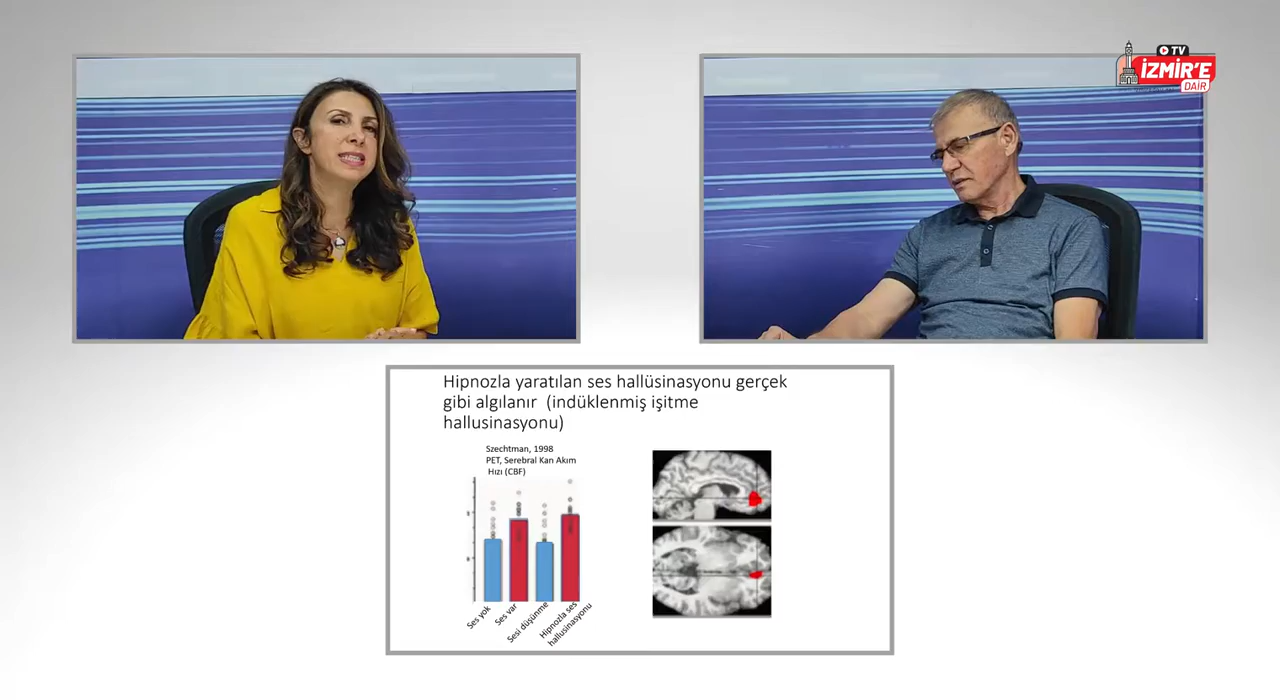 TV
İZMİR'E
DAİR
Hipnozla yaratılan ses hallüsinasyonu gerçek
gibi algılanır (indüklenmiş işitme
hallusinasyonu)
Szechtman, 1998
PET, Serebral Kan Akım
Hızı (CBF)
Ses yok
Ses var
Sesi düşünme
Hipnozla ses
hallusinasyonu